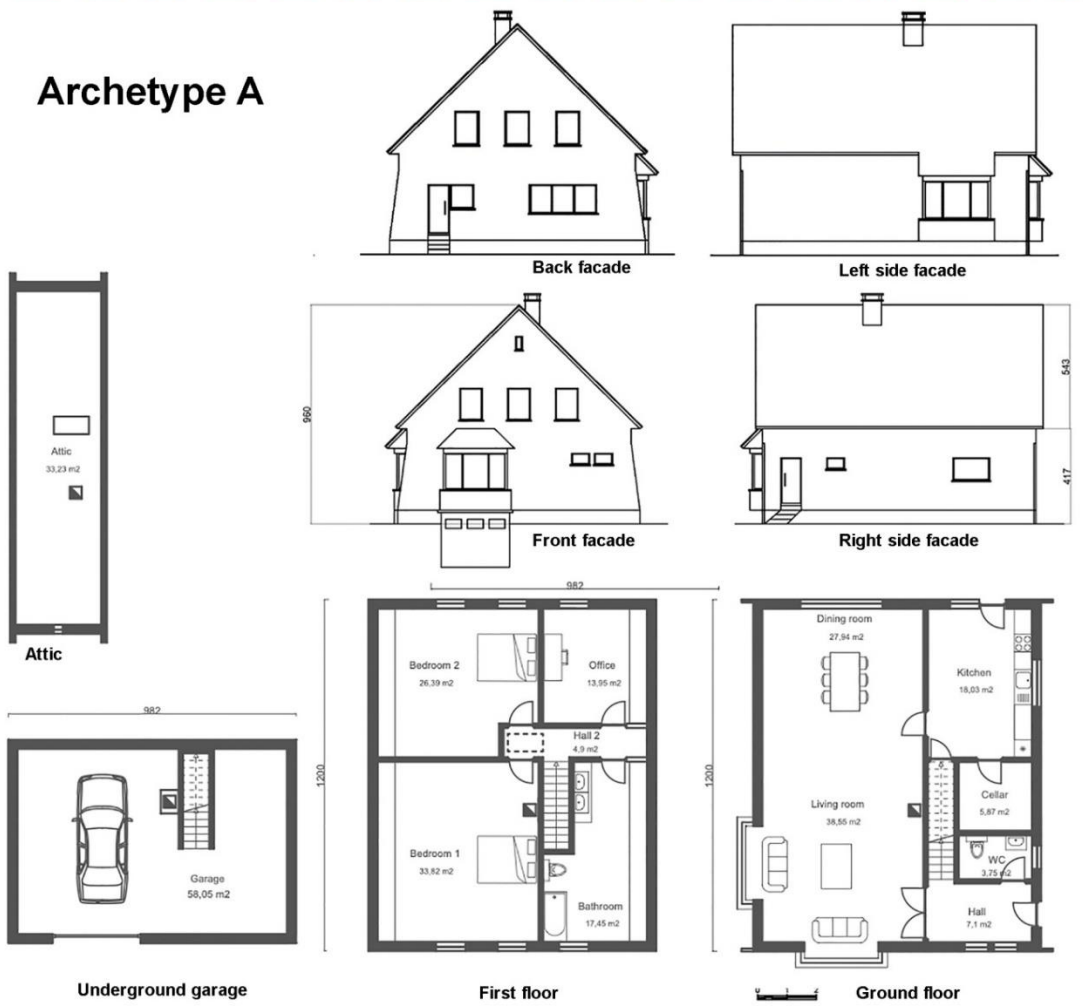 Archetype A
Back facade
Left side facade
960
543
417
Front facade
Right side facade
Attic
33,23 m2
Attic
982
Garage
58,05 m2
Underground garage
982
1200
Bedroom 2
26,39 m2
Office
13,95 m2
Hall 2
4,9 m2
Bedroom 1
33,82 m2
Bathroom
17,45 m2
First floor
1200
Dining room
27,94 m2
Kitchen
18,03 m2
Living room
38,55 m2
Cellar
5,87 m2
WC
3,75 m2
Hall
7,1 m2
0 1 2
Ground floor